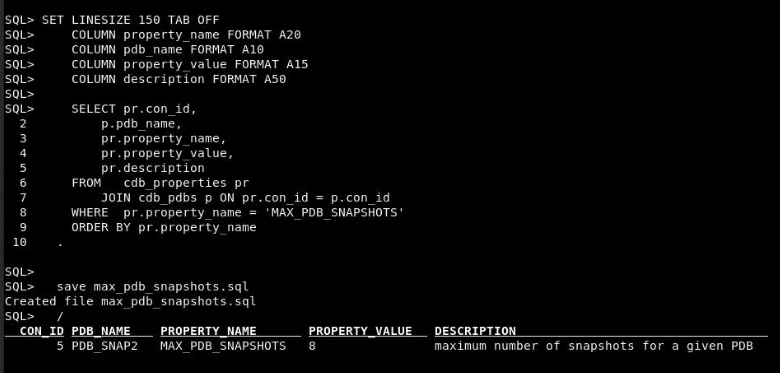 SQL> SET LINESIZE 150 TAB OFF
SQL>     COLUMN property_name FORMAT A20
SQL>     COLUMN pdb_name FORMAT A10
SQL>     COLUMN property_value FORMAT A15
SQL>     COLUMN description FORMAT A50
SQL>
SQL>     SELECT pr.con_id,
  2          p.pdb_name,
  3          pr.property_name,
  4          pr.property_value,
  5          pr.description
  6      FROM   cdb_properties pr
  7          JOIN cdb_pdbs p ON pr.con_id = p.con_id
  8      WHERE  pr.property_name = 'MAX_PDB_SNAPSHOTS'
  9      ORDER BY pr.property_name
 10    .
SQL>
SQL>   save max_pdb_snapshots.sql
Created file max_pdb_snapshots.sql
SQL>   /
  CON_ID PDB_NAME   PROPERTY_NAME        PROPERTY_VALUE  DESCRIPTION
       5 PDB_SNAP2  MAX_PDB_SNAPSHOTS    8               maximum number of snapshots for a given PDB